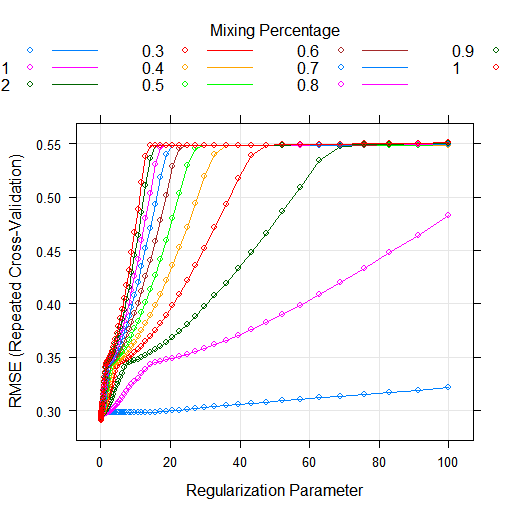 Mixing Percentage
0.3 0.6 0.9
1 0.4 0.7 1
2 0.5 0.8
RMSE (Repeated Cross-Validation)
0.55
0.50
0.45
0.40
0.35
0.30
0 20 40 60 80 100
Regularization Parameter